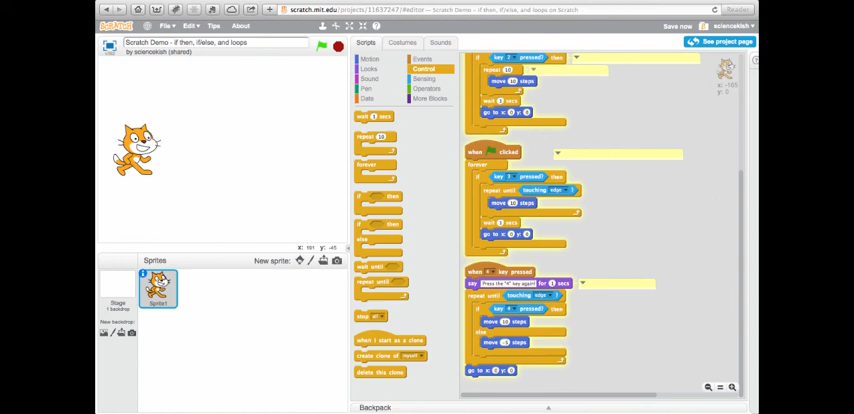 scratch.mit.edu/projects/11637247/#editor — Scratch Demo - if then, if/else, and loops on Scratch
Reader
SCRATCH File Edit Tips About Save now sciencekish
Scratch Demo - if then, if/else, and loops
by sciencekish (shared)
Scripts Costumes Sounds
See project page
Motion Events
Looks Control
Sound Sensing
Pen Operators
Data More Blocks
wait 1 secs
repeat 10
forever
if then
if then
else
wait until
repeat until
stop all
when I start as a clone
create clone of myself
delete this clone
key pressed? then
repeat 10
move 10 steps
wait 1 secs
go to x: 0 y: 0
when clicked
forever
if key pressed? then
repeat until touching edge ?
move 10 steps
wait 1 secs
go to x: 0 y: 0
when 4 key pressed
say Press the "4" key again! for 1 secs
repeat until touching edge ?
if key 4 pressed? then
move 10 steps
else
move steps
go to x: 0 y: 0
x: -165
y: 0
x: 191 y: -45
Sprites New sprite:
Stage
1 backdrop
New backdrop:
Sprite1
Backpack